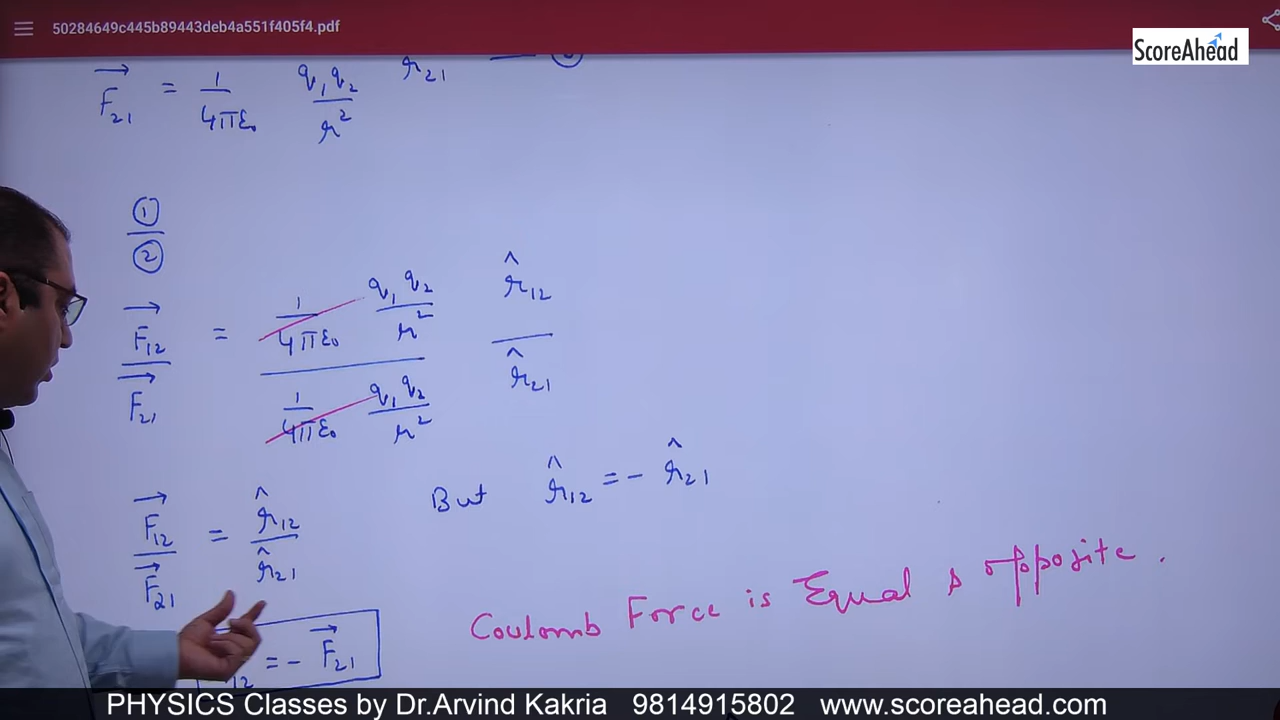 50284649c445b89443deb4a551f405f4.pdf
ScoreAhead
F⃗₂₁ = 1/4πε₀ q₁q₂/r² r₂₁
①/②
F⃗₁₂/F⃗₂₁ = (1/4πε₀ q₁q₂/r²)/(1/4πε₀ q₁q₂/r²) r̂₁₂/r̂₂₁
F⃗₁₂/F⃗₂₁ = r̂₁₂/r̂₂₁ But r̂₁₂ = - r̂₂₁
Coulomb Force is Equal & opposite.
₁₂ = - F⃗₂₁
PHYSICS Classes by Dr.Arvind Kakria 9814915802 www.scoreahead.com